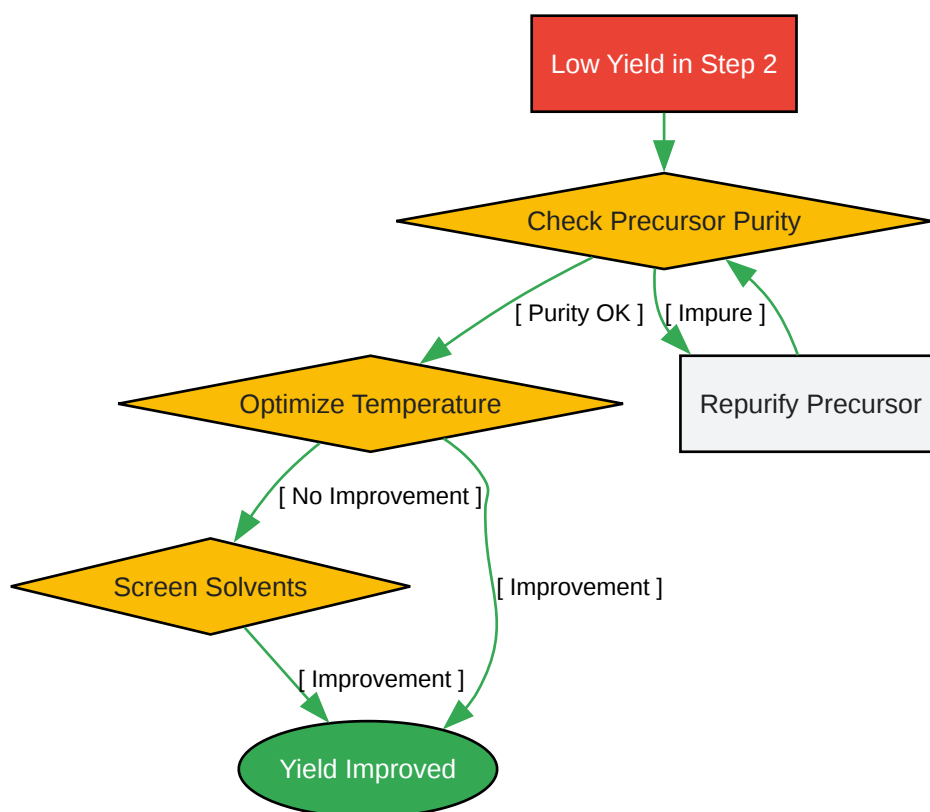 Low Yield in Step 2
Check Precursor Purity
[ Purity OK ]
[ Impure ]
Optimize Temperature
Repurify Precursor
[ No Improvement ]
Screen Solvents
[ Improvement ]
[ Improvement ]
Yield Improved